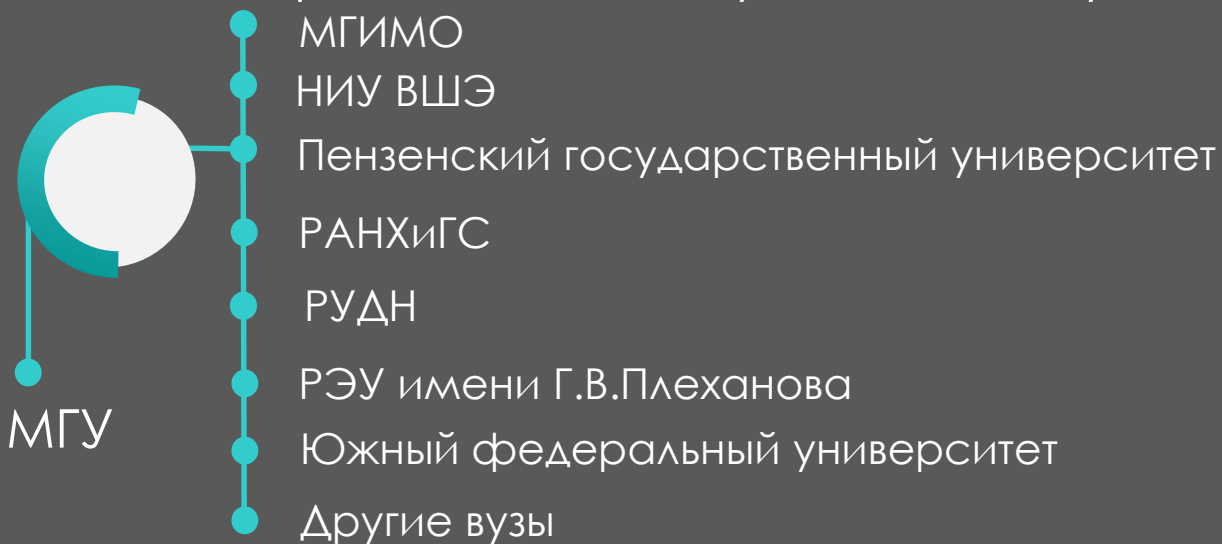 МГИМО
НИУ ВШЭ
Пензенский государственный университет
РАНХиГС
РУДН
РЭУ имени Г.В.Плеханова
МГУ
Южный федеральный университет
Другие вузы